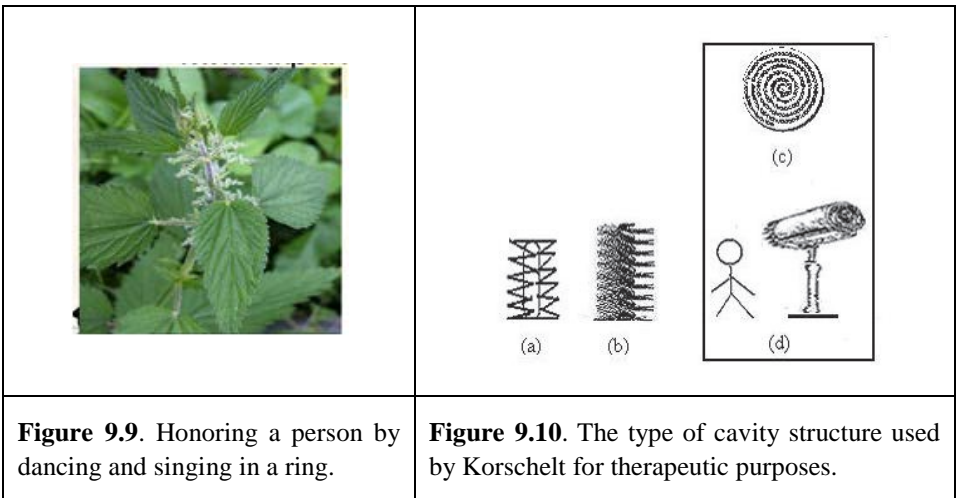 (c)
(a)
(b)
(d)
Figure 9.9. Honoring a person by
dancing and singing in a ring.
Figure 9.10. The type of cavity structure used
by Korschelt for therapeutic purposes.